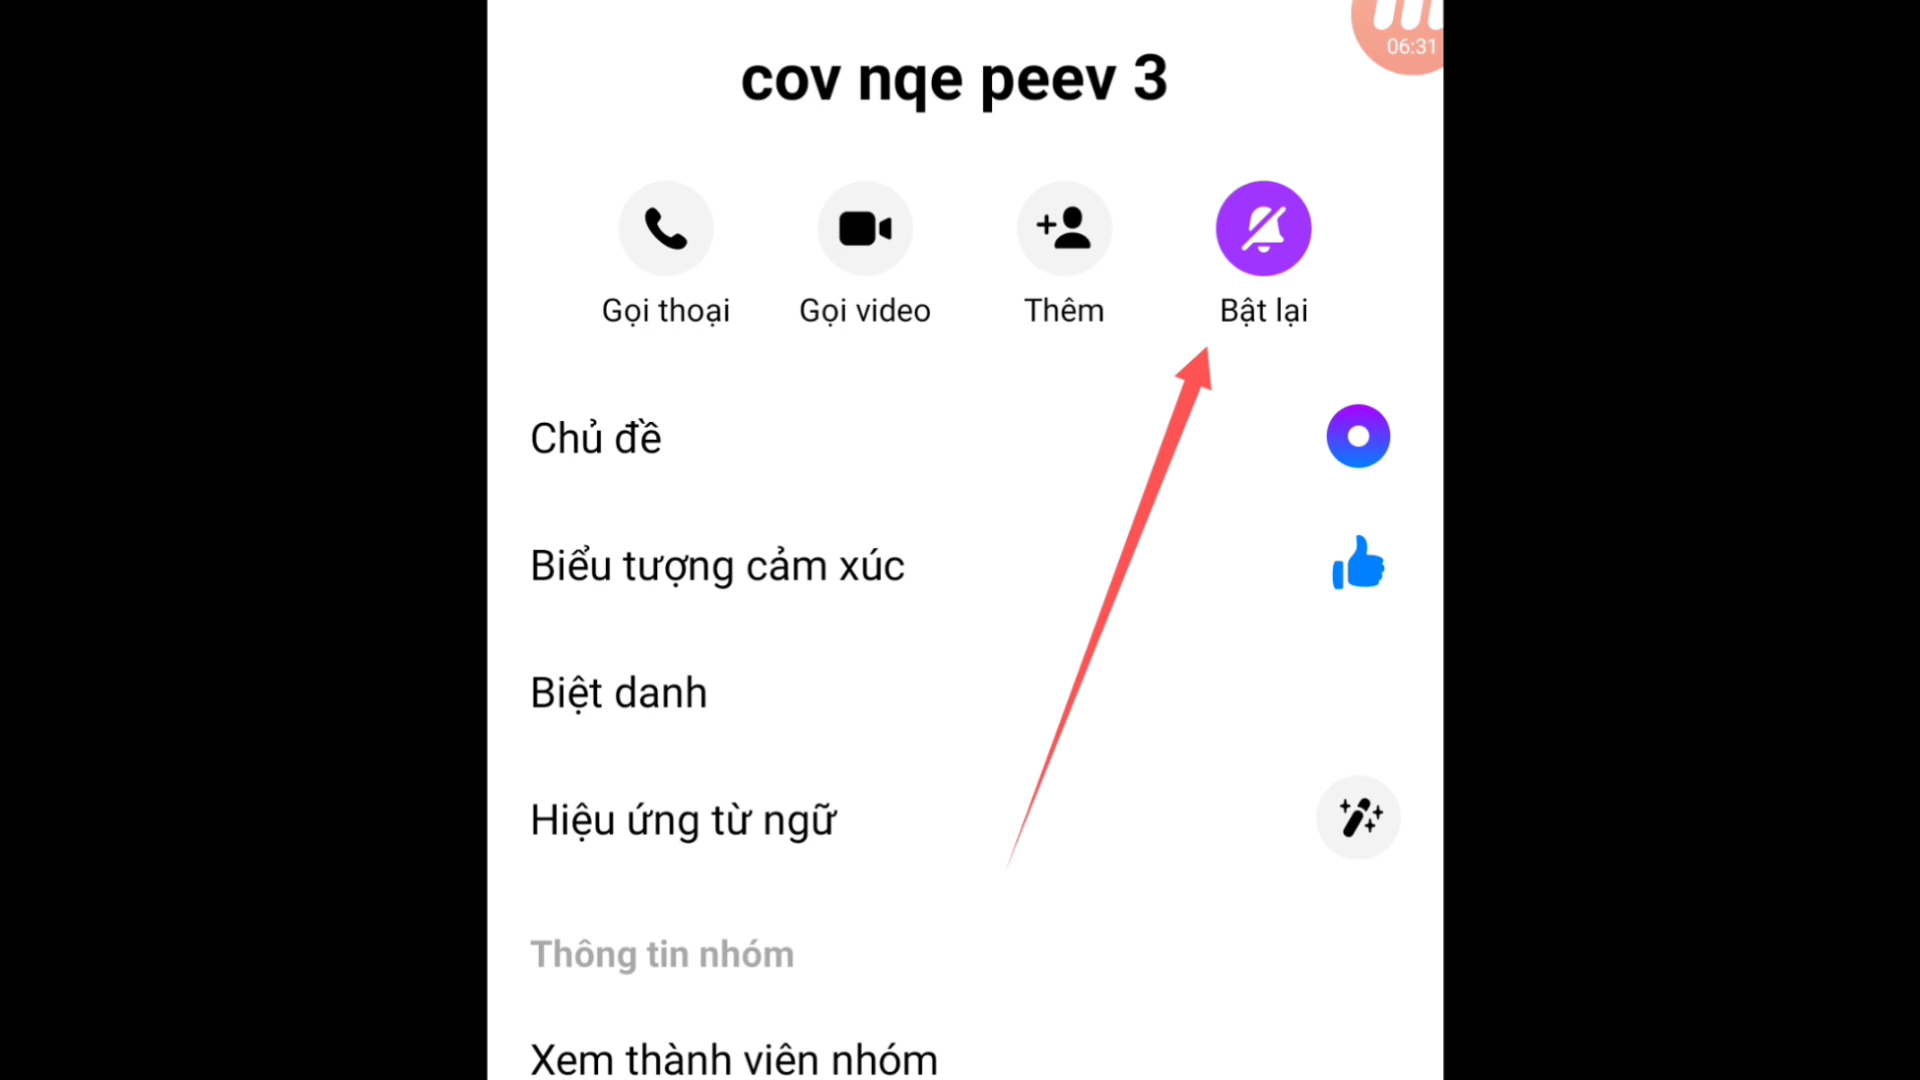 06:31
cov nqe peev 3
Gọi thoại Gọi video Thêm Bật lại
Chủ đề
Biểu tượng cảm xúc
Biệt danh
Hiệu ứng từ ngữ
Thông tin nhóm
Xem thành viên nhóm